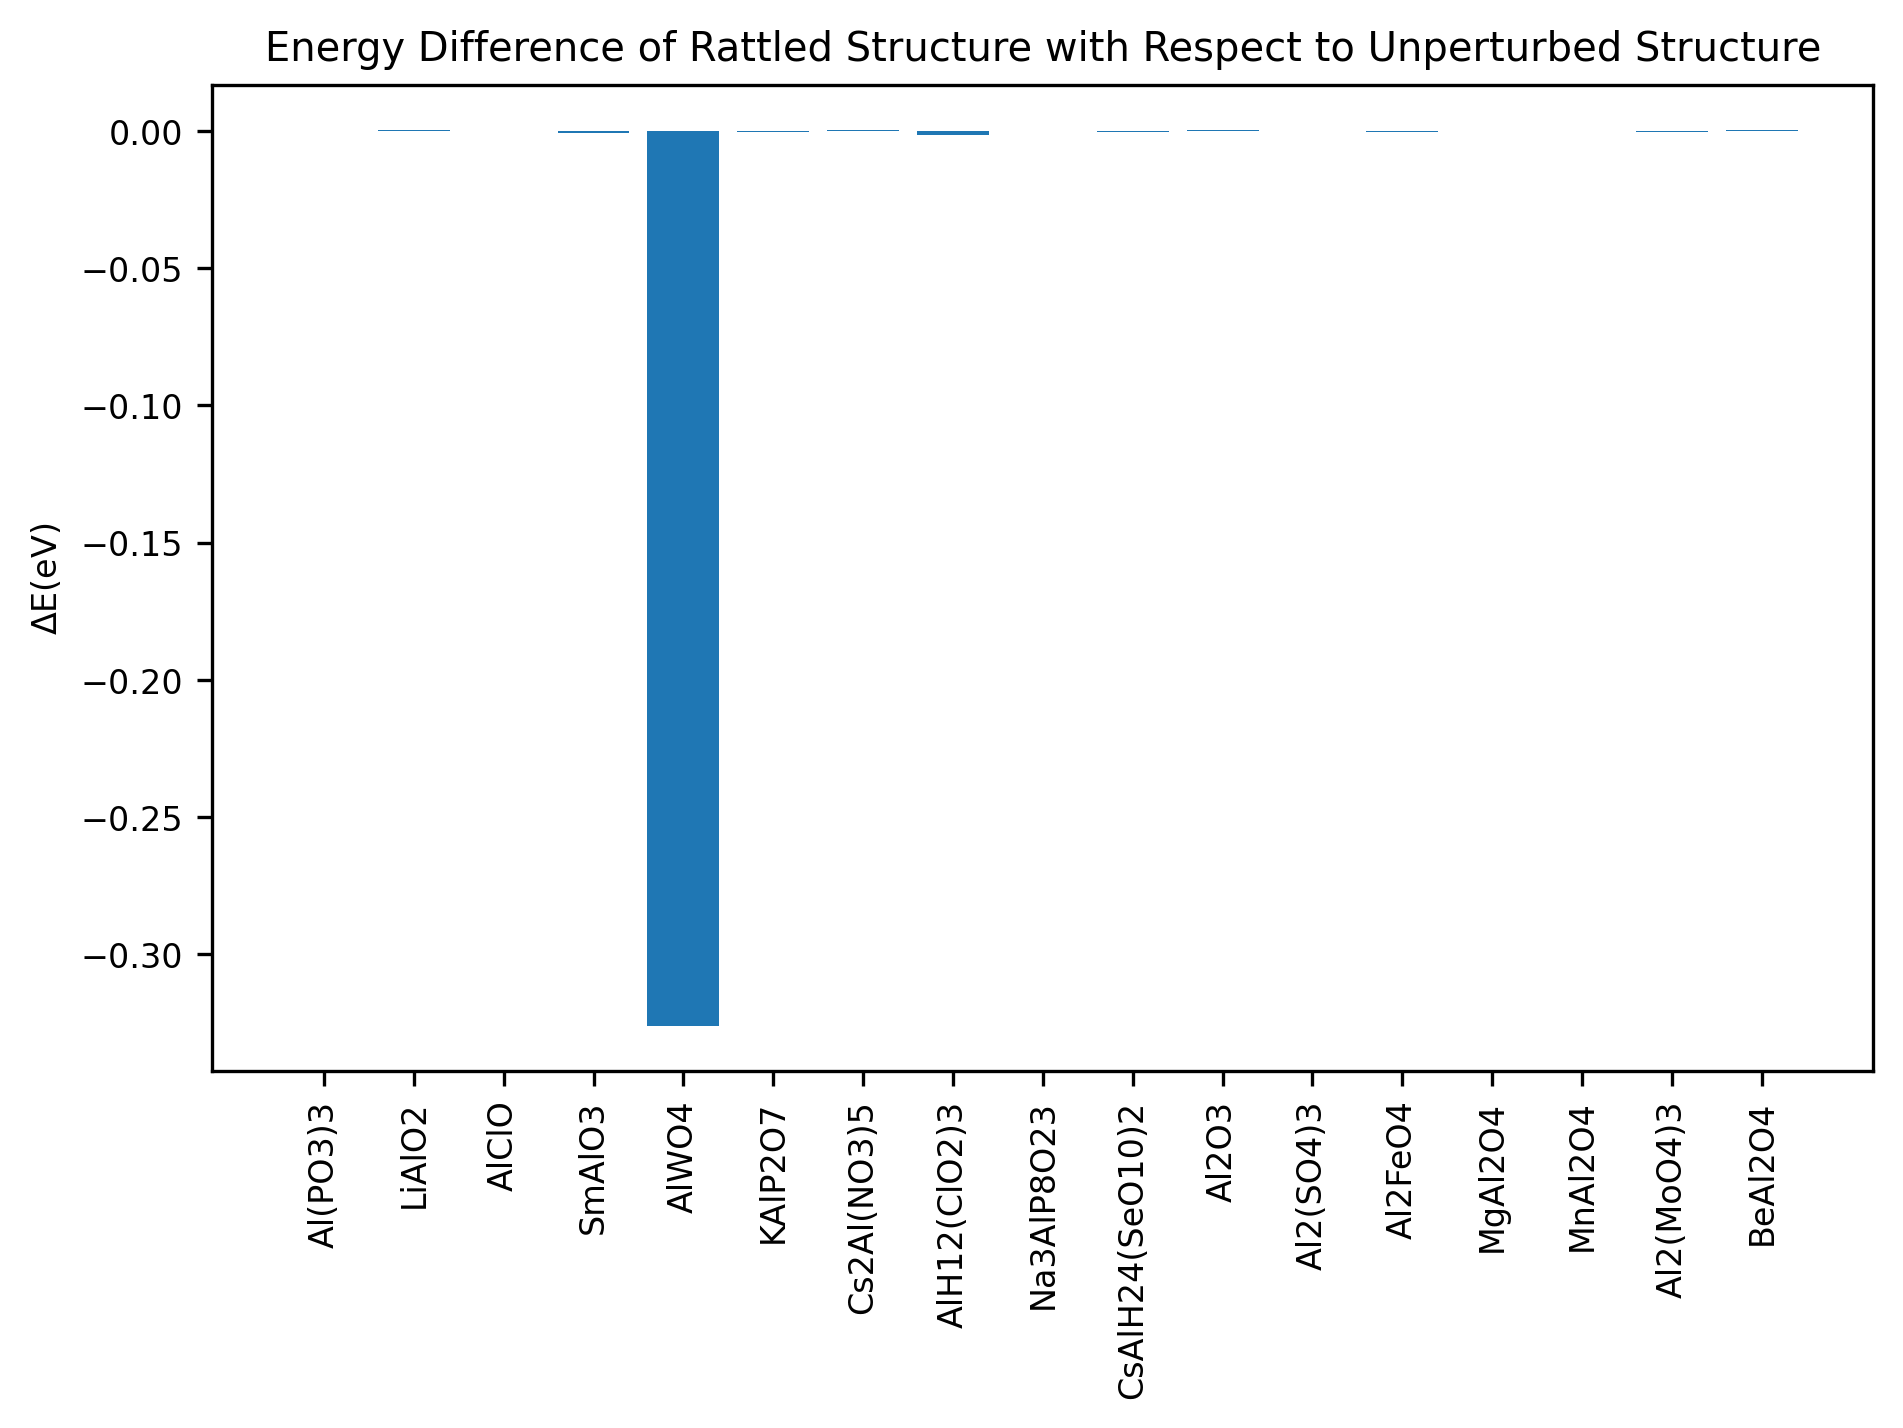 Energy Difference of Rattled Structure with Respect to Unperturbed Structure
ΔE(eV)
0.00
−0.05
−0.10
−0.15
−0.20
−0.25
−0.30
Al(PO3)3
LiAlO2
AlClO
SmAlO3
AlWO4
KAlP2O7
Cs2Al(NO3)5
AlH12(ClO2)3
Na3AlP8O23
CsAlH24(SeO10)2
Al2O3
Al2(SO4)3
Al2FeO4
MgAl2O4
MnAl2O4
Al2(MoO4)3
BeAl2O4